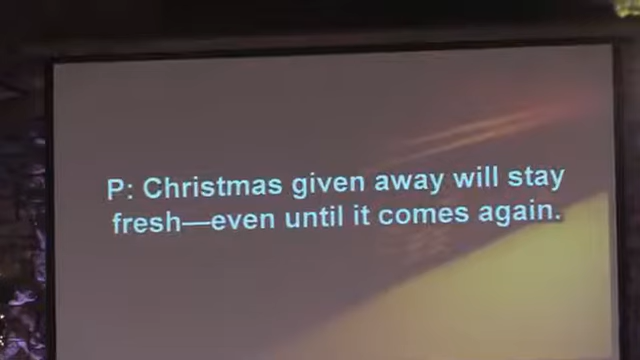 P: Christmas given away will stay
fresh—even until it comes again.